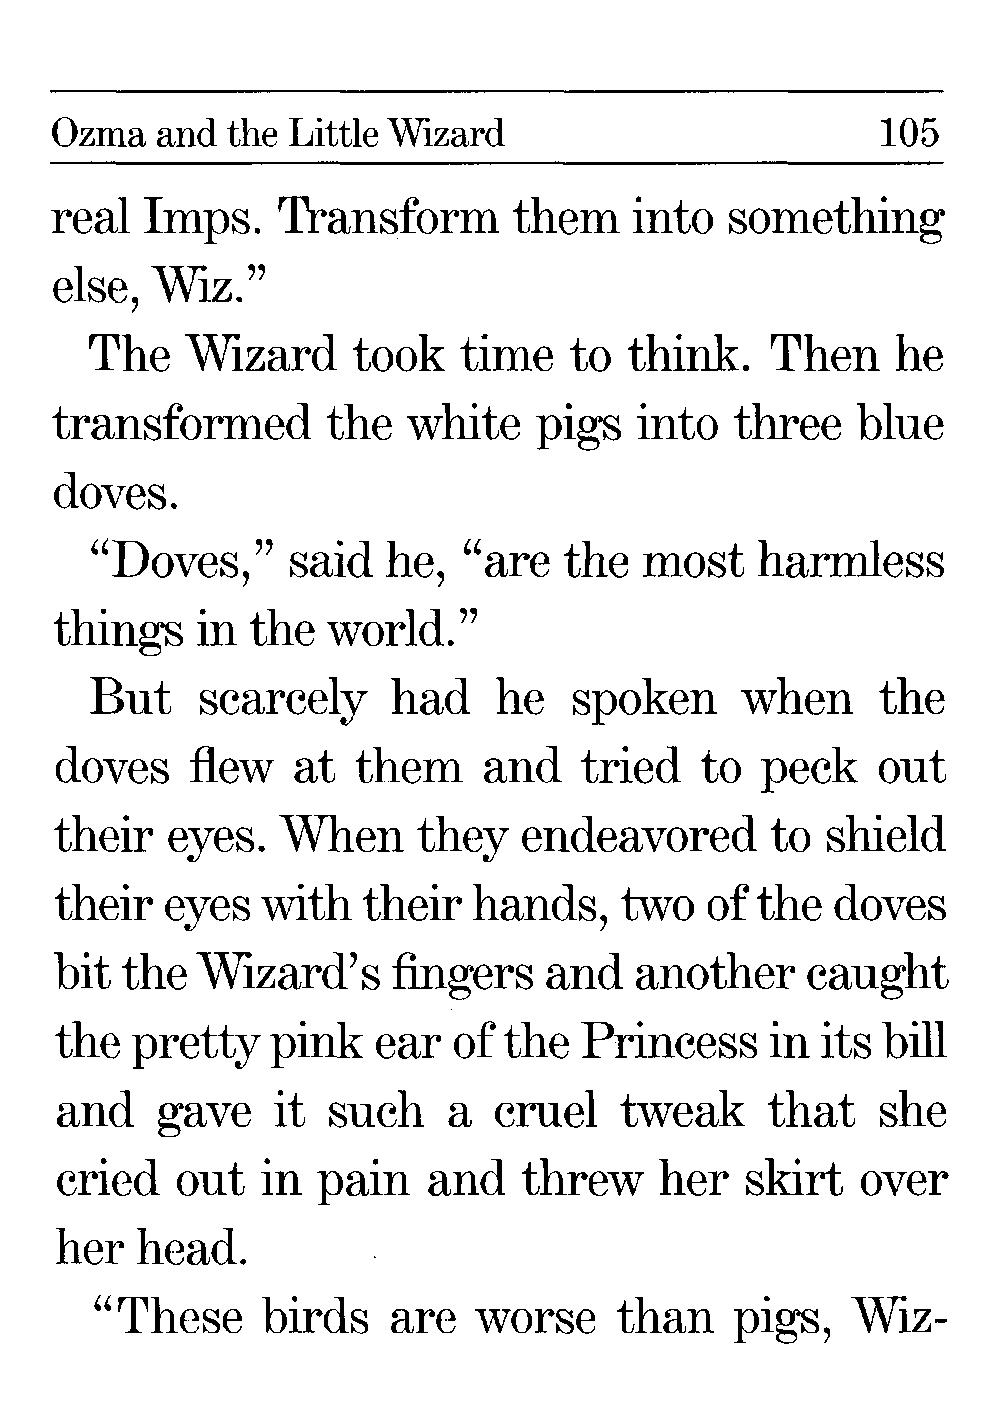 Ozma and the Little Wizard 105
real Imps. Transform them into something
else, Wiz.”
The Wizard took time to think. Then he
transformed the white pigs into three blue
doves.
“Doves,” said he, “are the most harmless
things in the world.”
But scarcely had he spoken when the
doves flew at them and tried to peck out
their eyes. When they endeavored to shield
their eyes with their hands, two of the doves
bit the Wizard’s fingers and another caught
the pretty pink ear of the Princess in its bill
and gave it such a cruel tweak that she
cried out in pain and threw her skirt over
her head.
“These birds are worse than pigs, Wiz-